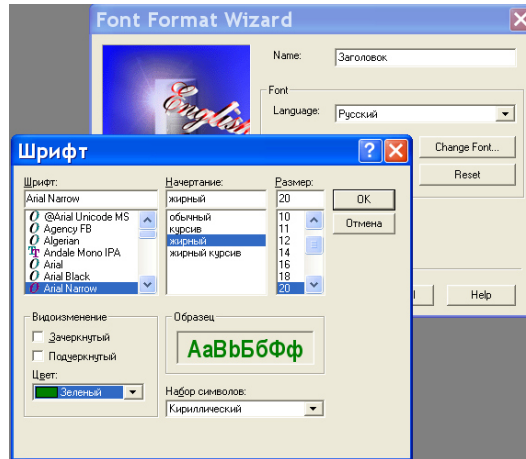 Font Format Wizard
Name:
Заголовок
Font
Language:
Русский
English
Change Font...
Reset
Help
Шрифт
Шрифт:
Начертание:
Размер:
Arial Narrow
жирный
20
OK
Отмена
@Arial Unicode MS
Agency FB
Algerian
Andale Mono IPA
Arial
Arial Black
Arial Narrow
обычный
курсив
жирный
жирный курсив
10
11
12
14
16
18
20
Видоизменение
Зачеркнутый
Подчеркнутый
Цвет:
Зеленый
Образец
АаВbБбФф
Набор символов:
Кириллический